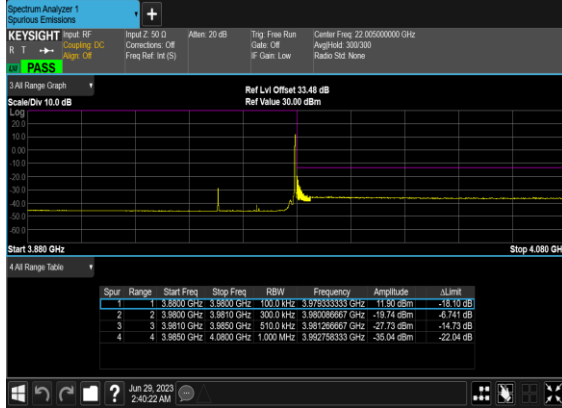 Spectrum Analyzer 1
Spurious Emissions
+
KEYSIGHT Input: RF Input Z: 50 Ω Atten: 20 dB Trig: Free Run Center Freq: 22.005000000 GHz
R T Coupling: DC Corrections: Off Gate: Off Avg|Hold: 300/300
Align: Off Freq Ref: Int (S) IF Gain: Low Radio Std: None
PASS
3 All Range Graph
Ref Lvl Offset 33.48 dB
Scale/Div 10.0 dB Ref Value 30.00 dBm
Log
20.0
10.0
0.00
-10.0
-20.0
-30.0
-40.0
-50.0
-60.0
Start 3.880 GHz Stop 4.080 GH
4 All Range Table
Spur Range Start Freq Stop Freq RBW Frequency Amplitude ΔLimit
1 1 3.8800 GHz 3.9800 GHz 100.0 kHz 3.979333333 GHz 11.90 dBm -18.10 dB
2 2 3.9800 GHz 3.9810 GHz 300.0 kHz 3.980086667 GHz -19.74 dBm -6.741 dB
3 3 3.9810 GHz 3.9850 GHz 510.0 kHz 3.981266667 GHz -27.73 dBm -14.73 dB
4 4 3.9850 GHz 4.0800 GHz 1.000 MHz 3.992758333 GHz -35.04 dBm -22.04 dB
? Jun 29, 2023
2:40:22 AM